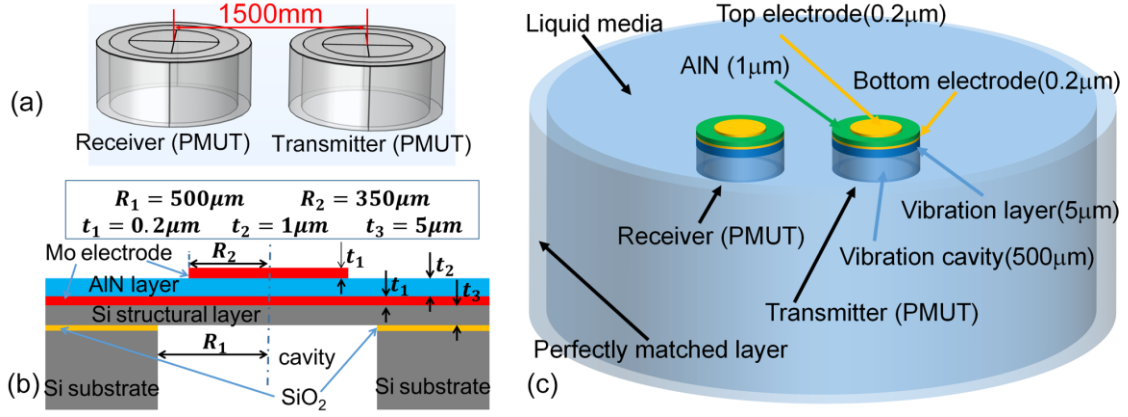 1500mm
(a)
Receiver (PMUT)
Transmitter (PMUT)
R₁ = 500μm R₂ = 350μm
t₁ = 0.2μm t₂ = 1μm t₃ = 5μm
Mo electrode
R₂
t₁
t₂
AlN layer
t₁
t₃
Si structural layer
R₁
cavity
(b)
Si substrate
SiO₂
Si substrate
Top electrode(0.2μm)
Liquid media
AlN (1μm)
Bottom electrode(0.2μm)
Vibration layer(5μm)
Receiver (PMUT)
Vibration cavity(500μm)
Transmitter (PMUT)
Perfectly matched layer
(c)